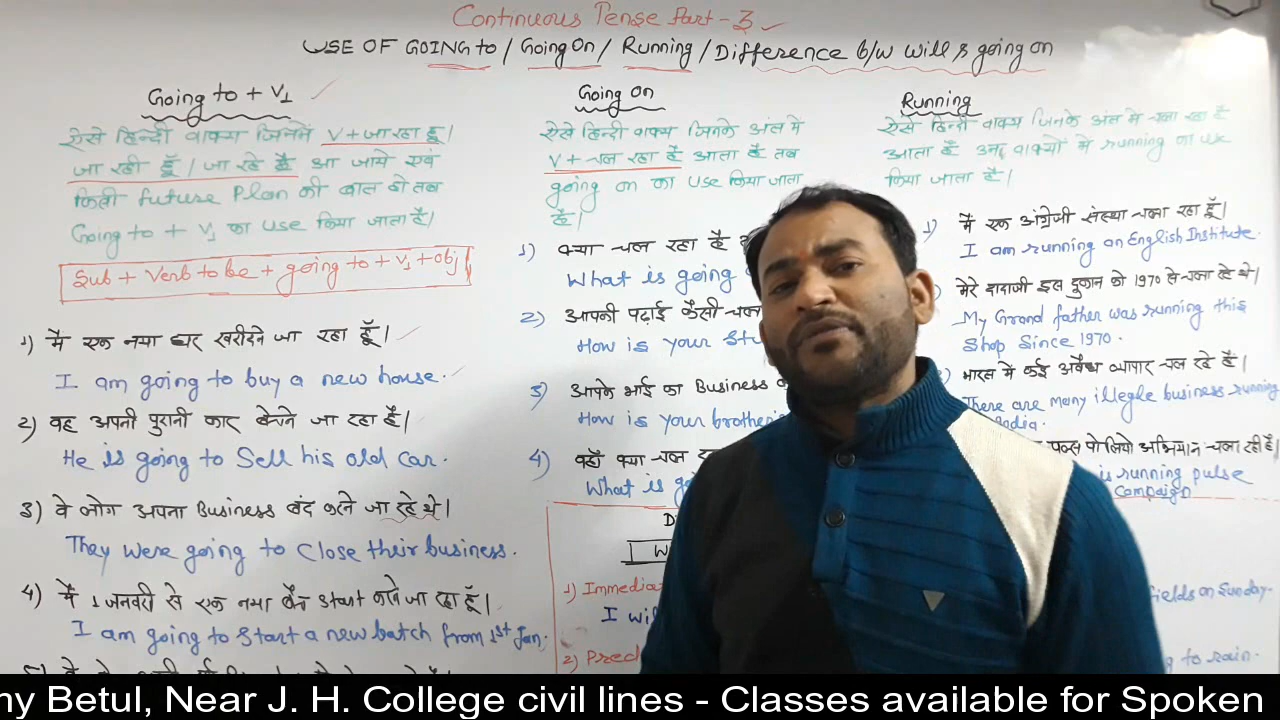 Continuous Tense Part-3
USE OF GOING to / Going On / Running / Difference b/w will & going on
Going to + V1
ऐसे हिन्दी वाक्य जिनमें V + जा रहा हूँ।
जा रही हूँ / जा रहे है आ जाये एवं
किसी future Plan की बात हो तब
Going to + V1 का use किया जाता है।
Sub + Verb to be + going to + V1 + obj
1) मैं एक नया घर खरीदने जा रहा हूँ।
I am going to buy a new house.
2) वह अपनी पुरानी कार बेचने जा रहा है।
He is going to Sell his old car.
3) वे लोग अपना Business बंद करने जा रहे थे।
They were going to Close their business.
4) मैं 1 जनवरी से एक नया बैच start करने जा रहा हूँ।
I am going to start a new batch from 1st Jan.
Going On
ऐसे हिन्दी वाक्य जिनके अंत में
V + चल रहा है आता है तब
going on का use किया जाता
है।
1) क्या चल रहा है
What is going
2) आपकी पढ़ाई कैसी चल
How is your
3) आपके भाई का Business
How is your brother's
4) वहाँ क्या चल
What is
1) Immedia
I wil
2) Pred
Running
ऐसे हिन्दी वाक्य जिनके अंत में चला रहा है
आता है उन वाक्यों में running का use
किया जाता है।
1) मैं एक अंग्रेजी संस्था चला रहा हूँ।
I am running an English Institute.
मेरे दादाजी इस दुकान को 1970 से चला रहे थे।
My Grand father was running this
Shop Since 1970.
भारत में कई अवैध व्यापार चल रहे है।
There are many illegle business running
India.
पल्स पोलियो अभियान चला रही है
is running pulse
Campaign
fields on Sunday.
to rain.
ny Betul, Near J. H. College civil lines - Classes available for Spoken